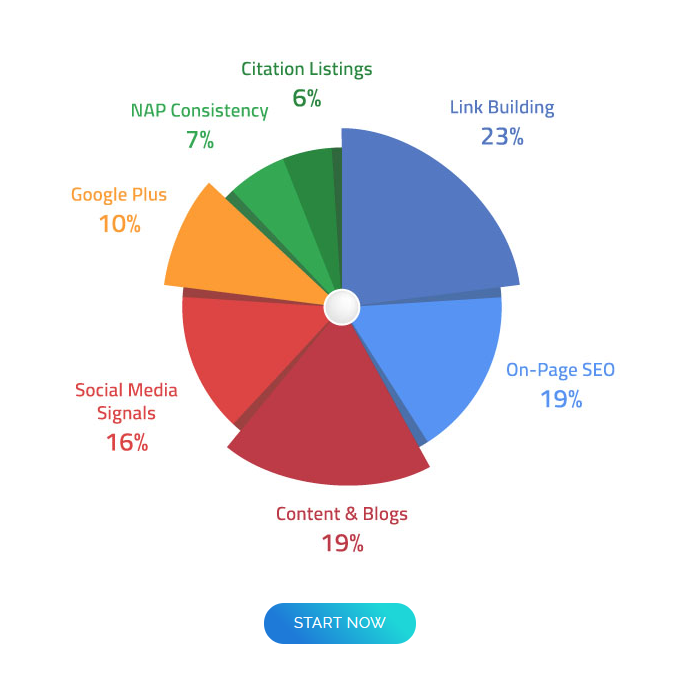 Citation Listings
6%
Link Building
23%
NAP Consistency
7%
Google Plus
10%
On-Page SEO
19%
Social Media
Signals
16%
Content & Blogs
19%
START NOW